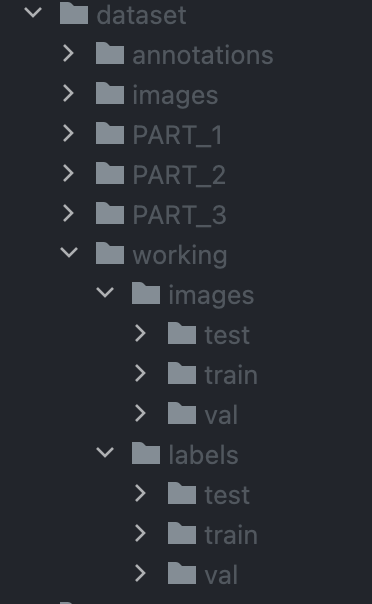 dataset
annotations
images
PART_1
PART_2
PART_3
working
images
test
train
val
labels
test
train
val